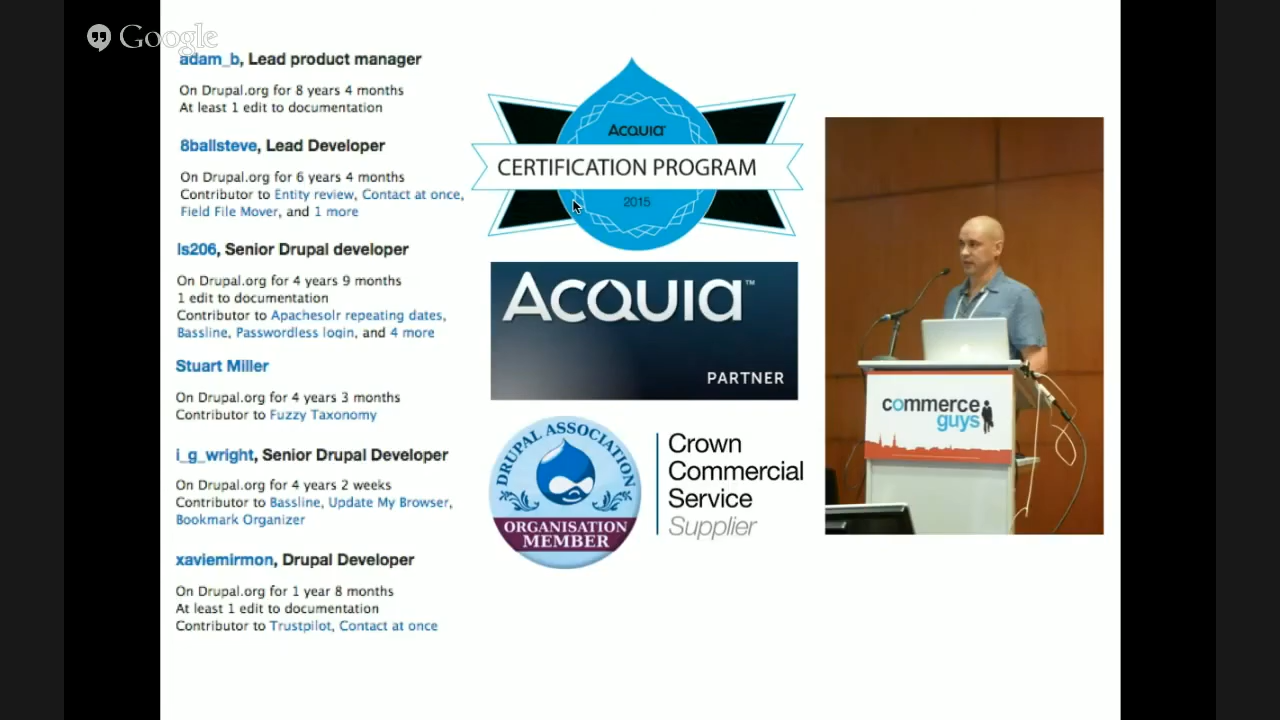 Google
adam_b, Lead product manager
On Drupal.org for 8 years 4 months
At least 1 edit to documentation
8ballsteve, Lead Developer
On Drupal.org for 6 years 4 months
Contributor to Entity review, Contact at once,
Field File Mover, and 1 more
ls206, Senior Drupal developer
On Drupal.org for 4 years 9 months
1 edit to documentation
Contributor to Apachesolr repeating dates,
Bassline, Passwordless login, and 4 more
Stuart Miller
On Drupal.org for 4 years 3 months
Contributor to Fuzzy Taxonomy
i_g_wright, Senior Drupal Developer
On Drupal.org for 4 years 2 weeks
Contributor to Bassline, Update My Browser,
Bookmark Organizer
xaviemirmon, Drupal Developer
On Drupal.org for 1 year 8 months
At least 1 edit to documentation
Contributor to Trustpilot, Contact at once
ACQUIA
CERTIFICATION PROGRAM
2015
ACQUIA™
PARTNER
DRUPAL ASSOCIATION
ORGANISATION
MEMBER
Crown
Commercial
Service
Supplier
commerce
guys